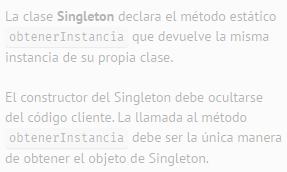 La clase Singleton declara el método estático
obtenerInstancia que devuelve la misma
instancia de su propia clase.
El constructor del Singleton debe ocultarse
del código cliente. La llamada al método
obtenerInstancia debe ser la única manera
de obtener el objeto de Singleton.